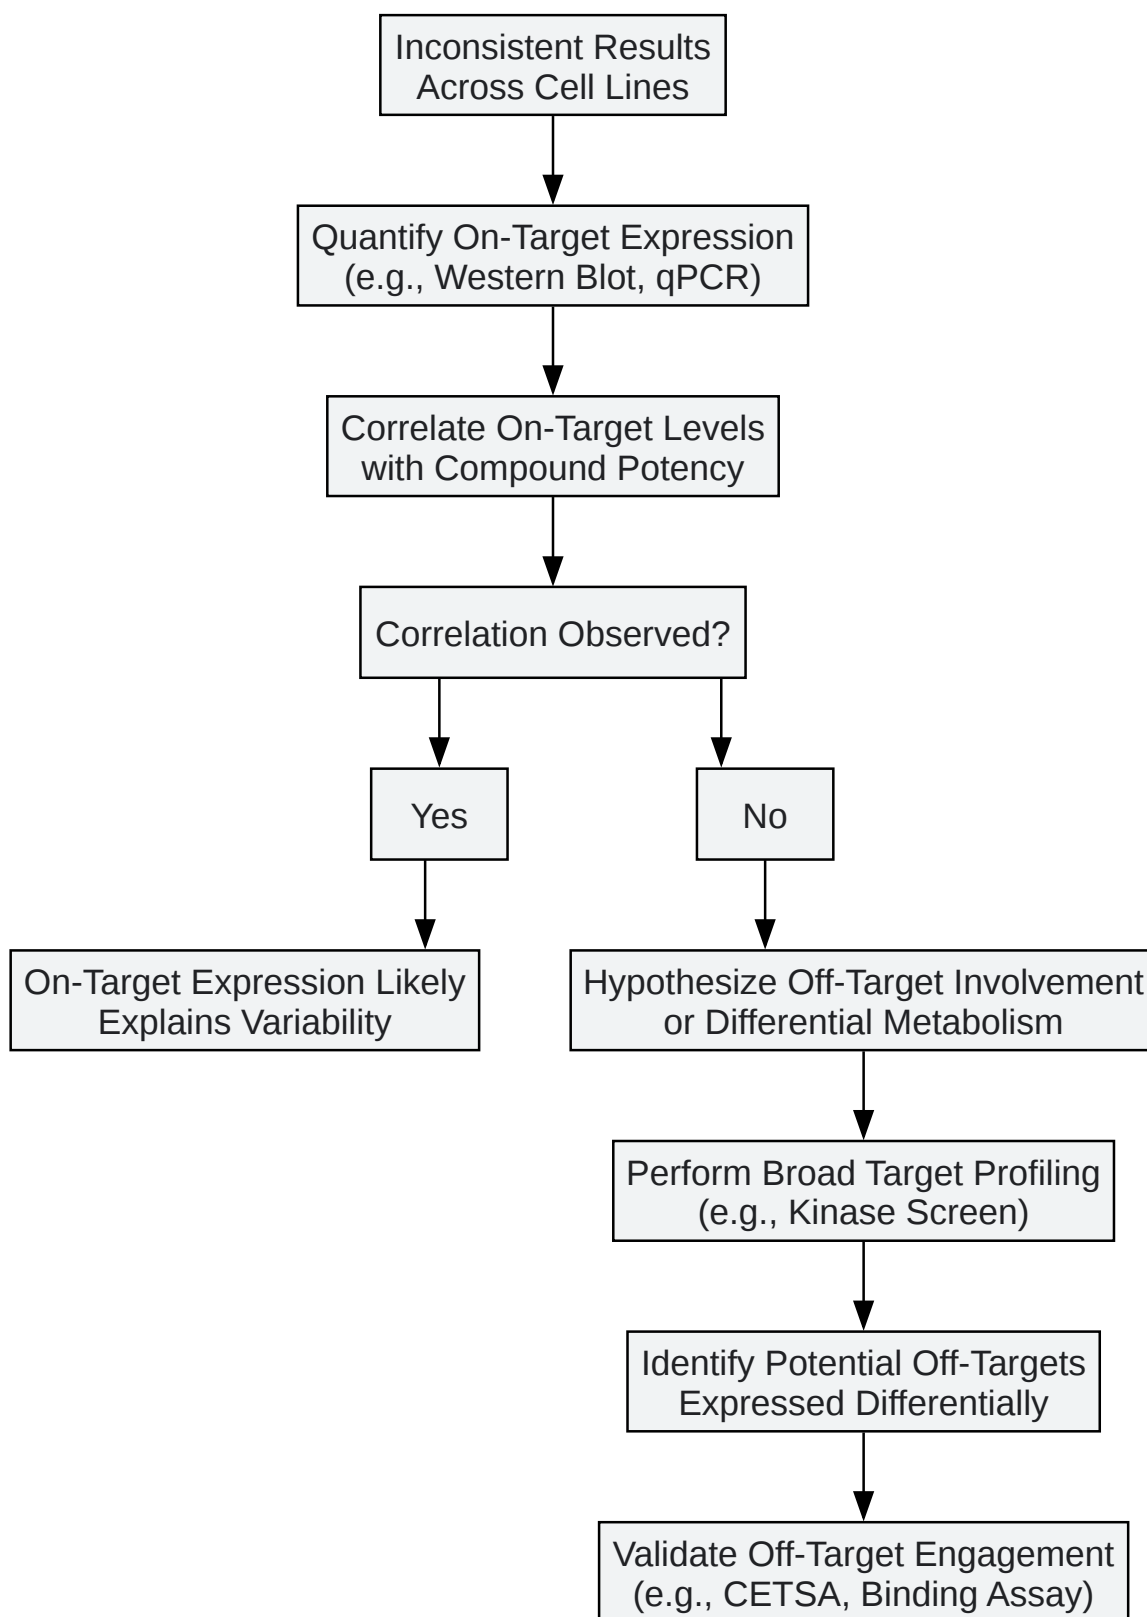 Inconsistent Results
Across Cell Lines
Quantify On-Target Expression
(e.g., Western Blot, qPCR)
Correlate On-Target Levels
with Compound Potency
Correlation Observed?
Yes
No
On-Target Expression Likely
Explains Variability
Hypothesize Off-Target Involvement
or Differential Metabolism
Perform Broad Target Profiling
(e.g., Kinase Screen)
Identify Potential Off-Targets
Expressed Differentially
Validate Off-Target Engagement
(e.g., CETSA, Binding Assay)